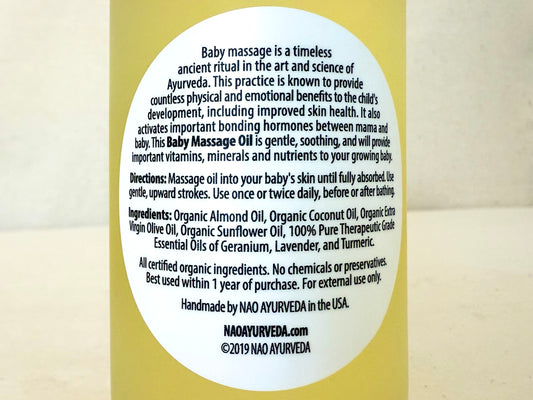 Baby massage is a timeless
ancient ritual in the art and science of
Ayurveda. This practice is known to provide
countless physical and emotional benefits to the child's
development, including improved skin health. It also
activates important bonding hormones between mama and
baby. This Baby Massage Oil is gentle, soothing, and will provide
important vitamins, minerals and nutrients to your growing baby.
Directions: Massage oil into your baby's skin until fully absorbed. Use
gentle, upward strokes. Use once or twice daily, before or after bathing.
Ingredients: Organic Almond Oil, Organic Coconut Oil, Organic Extra
Virgin Olive Oil, Organic Sunflower Oil, 100% Pure Therapeutic Grade
Essential Oils of Geranium, Lavender, and Turmeric.
All certified organic ingredients. No chemicals or preservatives.
Best used within 1 year of purchase. For external use only.
Handmade by NAO AYURVEDA in the USA.
NAOAYURVEDA.com
©2019 NAO AYURVEDA